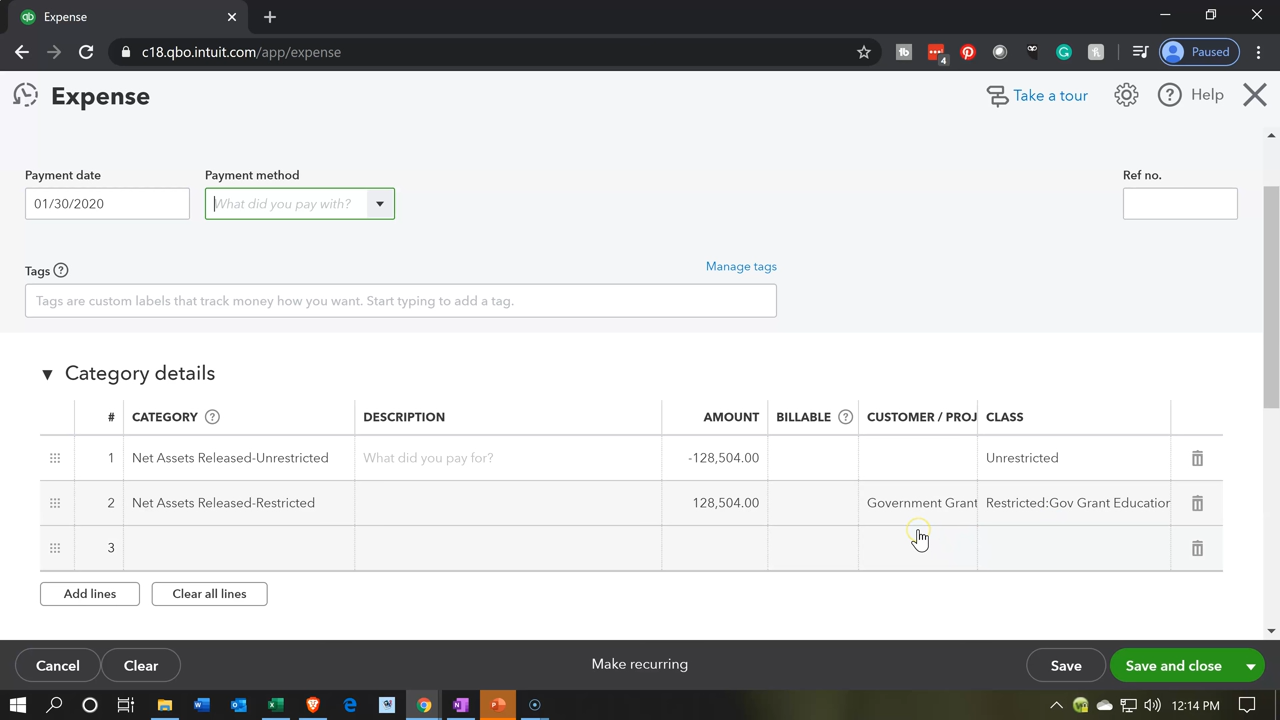 qb Expense
c18.qbo.intuit.com/app/expense
4
Paused
Expense
Take a tour
? Help
Payment date
Payment method
Ref no.
01/30/2020
What did you pay with?
Tags ?
Manage tags
Tags are custom labels that track money how you want. Start typing to add a tag.
Category details
# CATEGORY ? DESCRIPTION AMOUNT BILLABLE ? CUSTOMER / PROJ CLASS
1 Net Assets Released-Unrestricted What did you pay for? -128,504.00 Unrestricted
2 Net Assets Released-Restricted 128,504.00 Government Grant Restricted:Gov Grant Education
3
Add lines Clear all lines
Cancel Clear Make recurring Save Save and close
12:14 PM